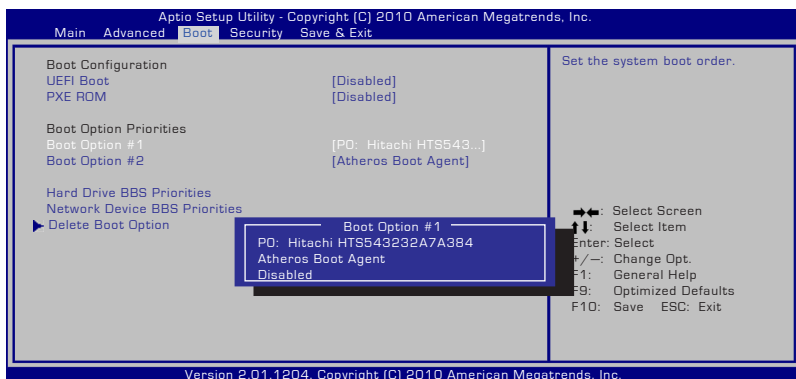 Aptio Setup Utility - Copyright (C) 2010 American Megatrends, Inc.
Main Advanced Boot Security Save & Exit
Boot Configuration
UEFI Boot [Disabled]
PXE ROM [Disabled]
Boot Option Priorities
Boot Option #1 [P0: Hitachi HTS543...]
Boot Option #2 [Atheros Boot Agent]
Hard Drive BBS Priorities
Network Device BBS Priorities
Delete Boot Option
Boot Option #1
P0: Hitachi HTS543232A7A384
Atheros Boot Agent
Disabled
Set the system boot order.
→←: Select Screen
↑↓: Select Item
Enter: Select
+/—: Change Opt.
F1: General Help
F9: Optimized Defaults
F10: Save ESC: Exit
Version 2.01.1204. Copyright (C) 2010 American Megatrends, Inc.